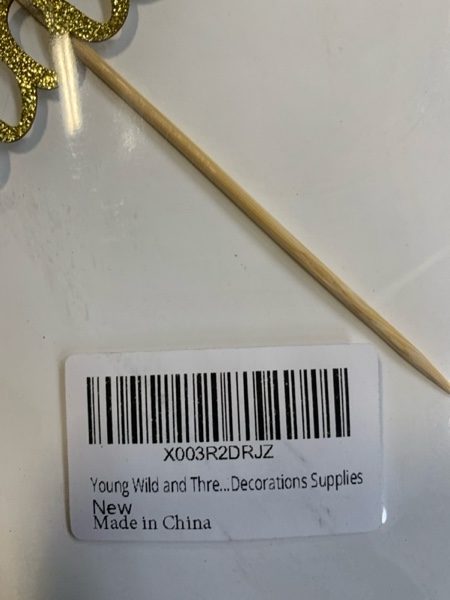 X003R2DRJZ
Young Wild and Thre...Decorations Supplies
New
Made in China